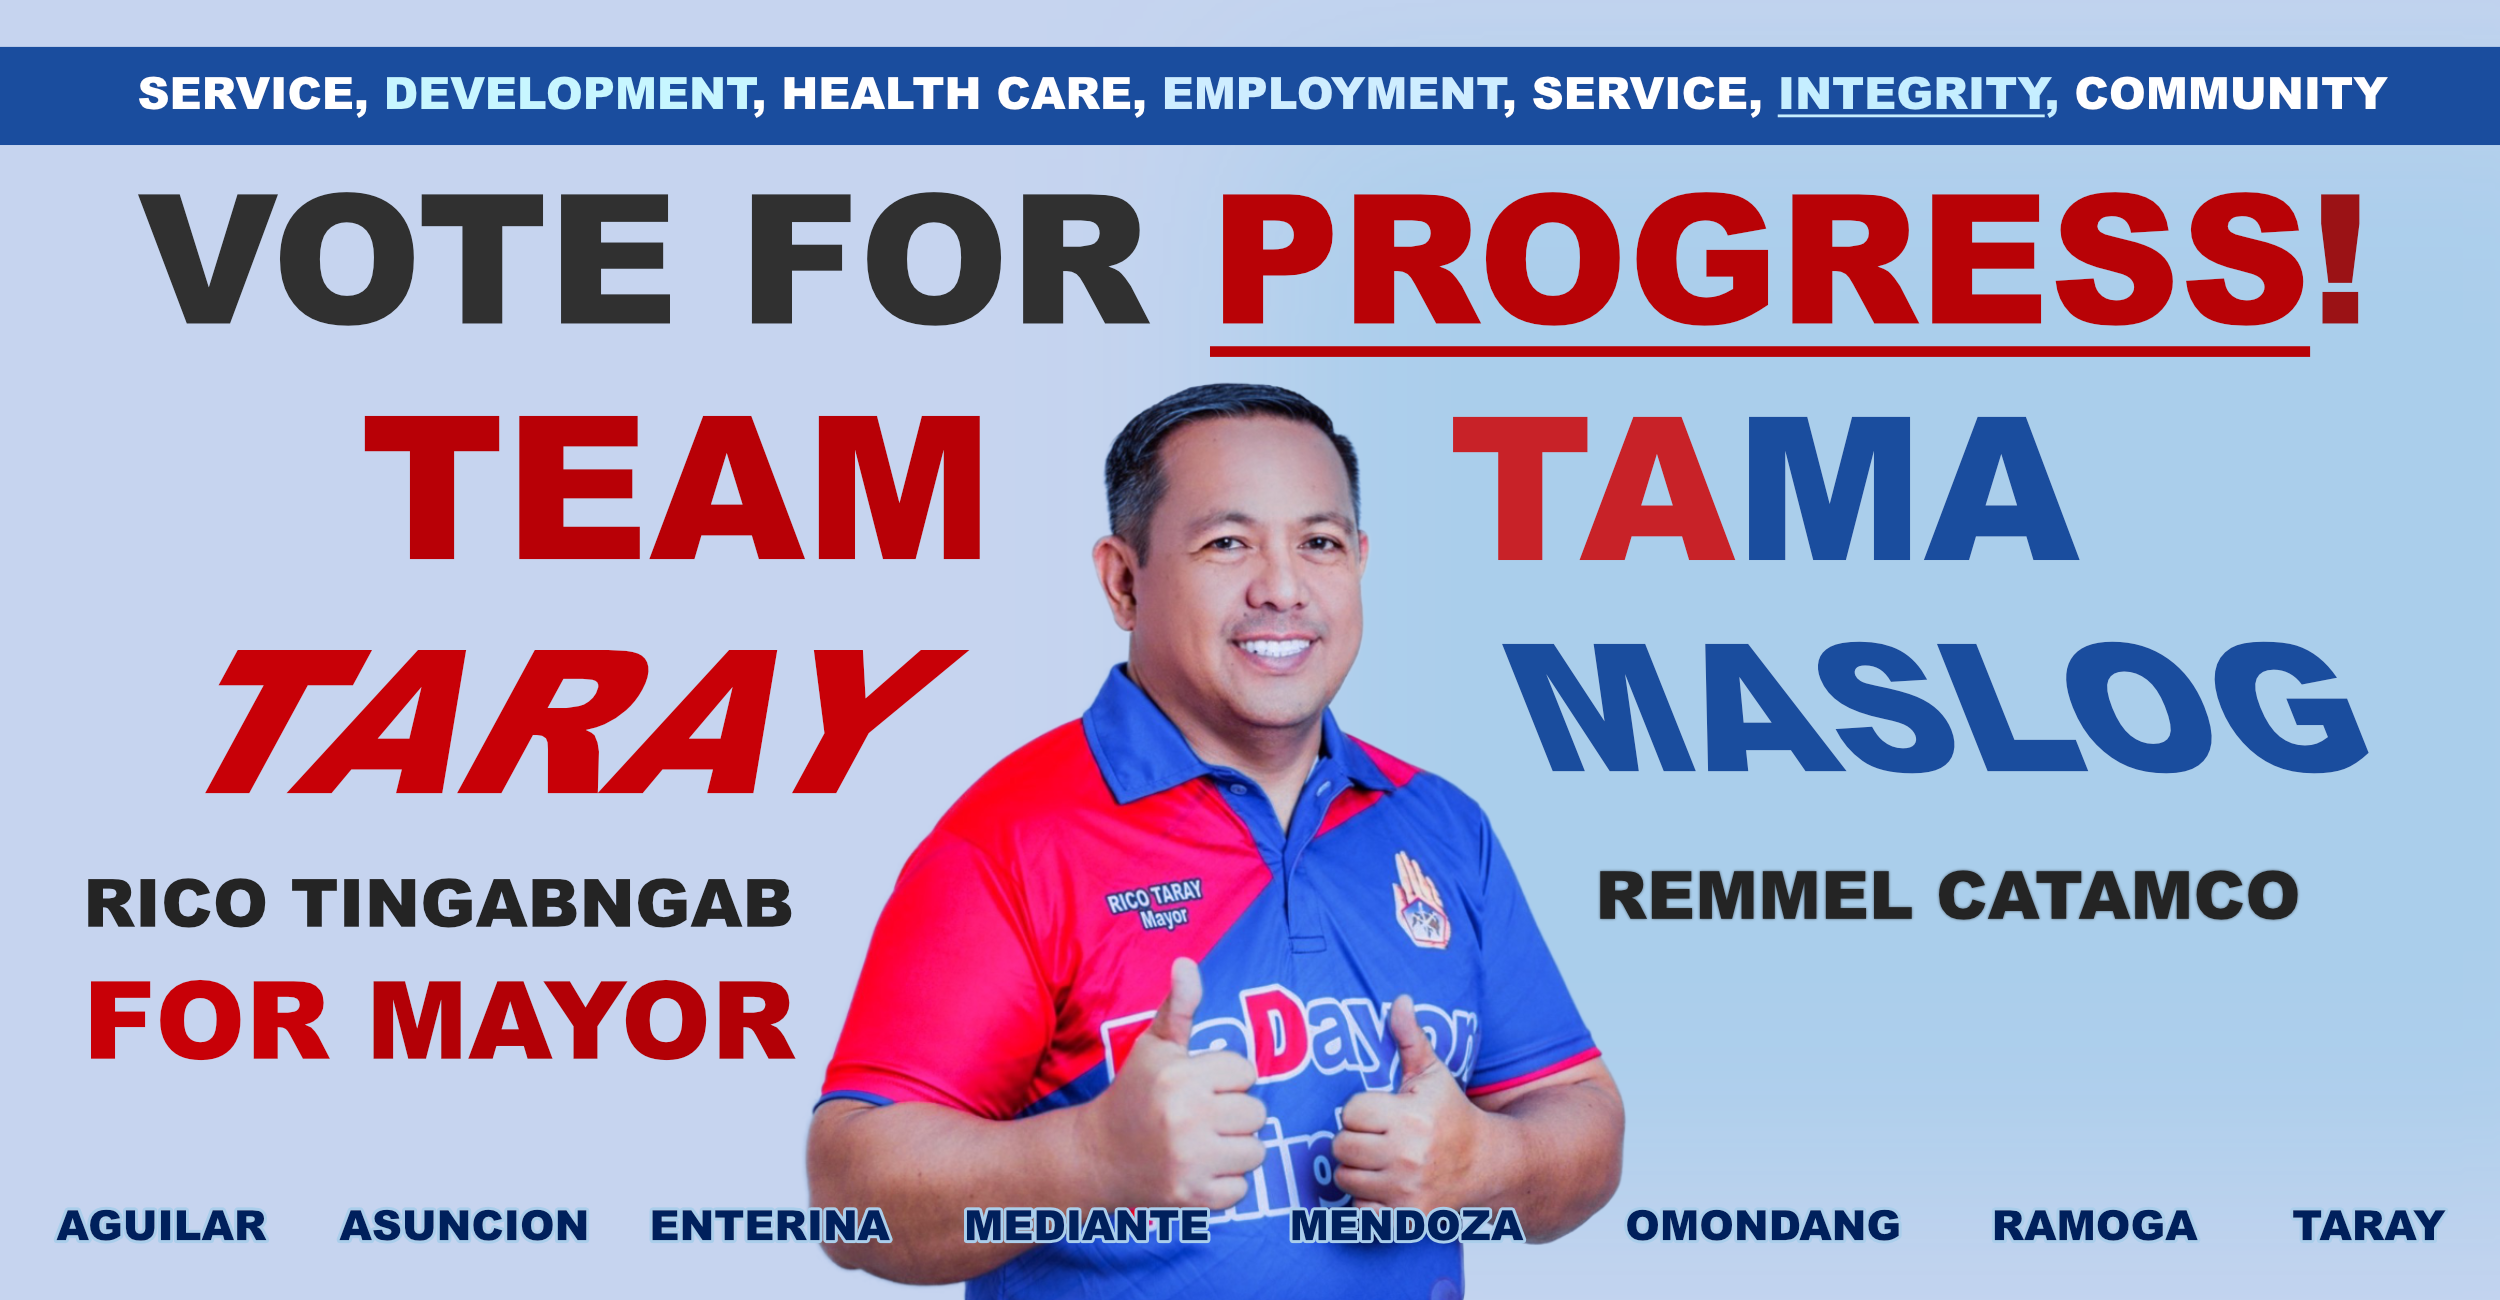 SERVICE, DEVELOPMENT, HEALTH CARE, EMPLOYMENT, SERVICE, INTEGRITY, COMMUNITY
VOTE FOR PROGRESS!
TEAM
TARAY
TAMA
MASLOG
RICO TINGABNGAB
FOR MAYOR
REMMEL CATAMCO
RICO TARAY
Mayor
Dayon
AGUILAR ASUNCION ENTERINA MEDIANTE MENDOZA OMONDANG RAMOGA TARAY